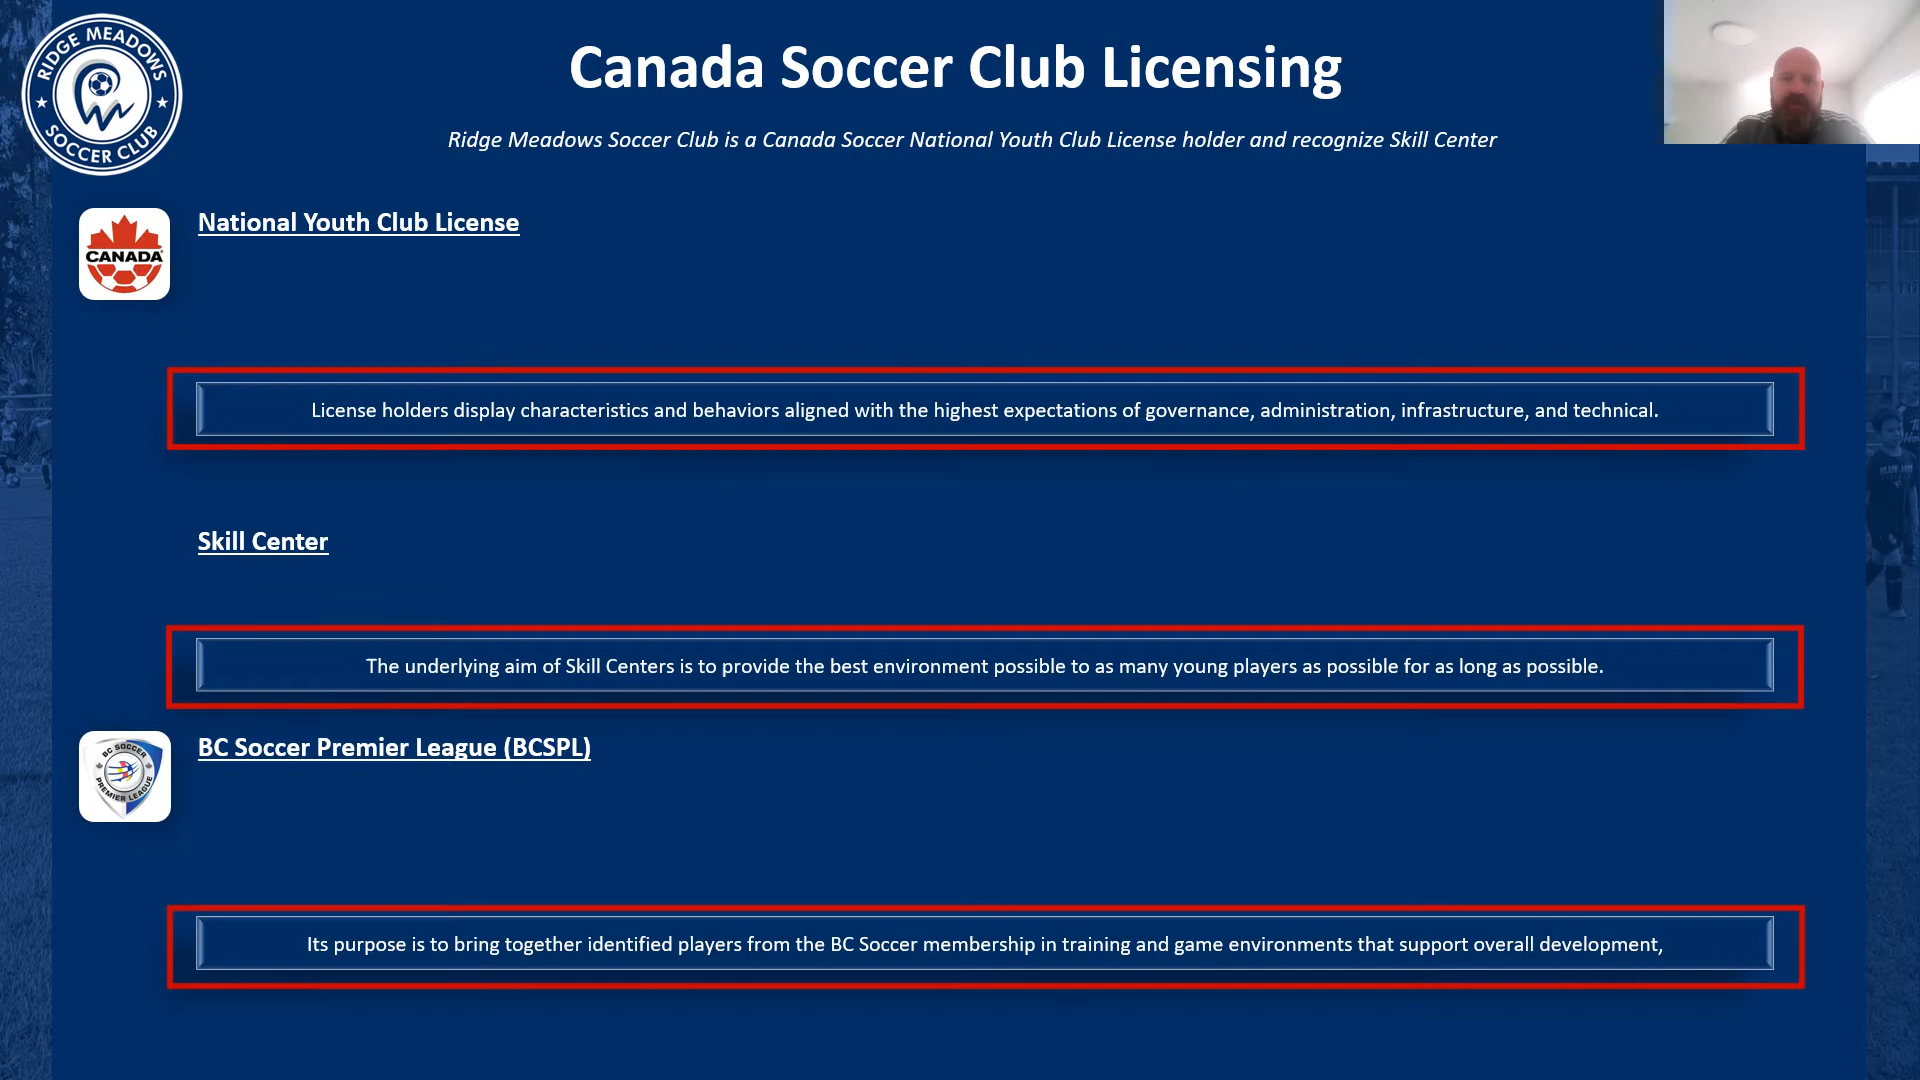 RIDGE MEADOWS
SOCCER CLUB
Canada Soccer Club Licensing
Ridge Meadows Soccer Club is a Canada Soccer National Youth Club License holder and recognize Skill Center
CANADA
National Youth Club License
License holders display characteristics and behaviors aligned with the highest expectations of governance, administration, infrastructure, and technical.
Skill Center
The underlying aim of Skill Centers is to provide the best environment possible to as many young players as possible for as long as possible.
BC SOCCER
PREMIER LEAGUE
BC Soccer Premier League (BCSPL)
Its purpose is to bring together identified players from the BC Soccer membership in training and game environments that support overall development,